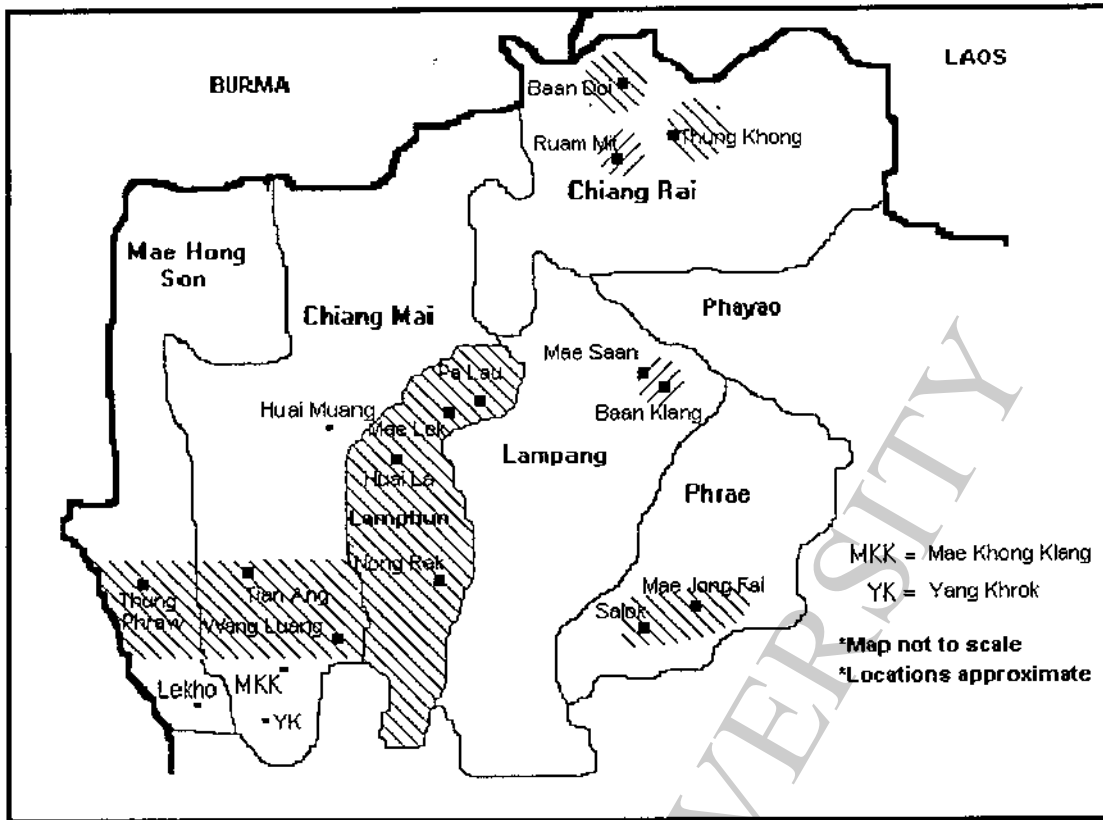 BURMA
LAOS
Baan Doi
Ruam Mit
Thung Khong
Chiang Rai
Mae Hong
Son
Chiang Mai
Phayao
Mae Saan
Pa Lau
Baan Klang
Huai Muang
Mae Lok
Lampang
Huai La
Phrae
Lamphun
Nong Rak
MKK = Mae Khong Klang
YK = Yang Khrok
Mae Jong Fai
Salok
Thung
Phraw
Tian Ang
Wang Luang
*Map not to scale
*Locations approximate
Lekho
MKK
YK
VERSITY